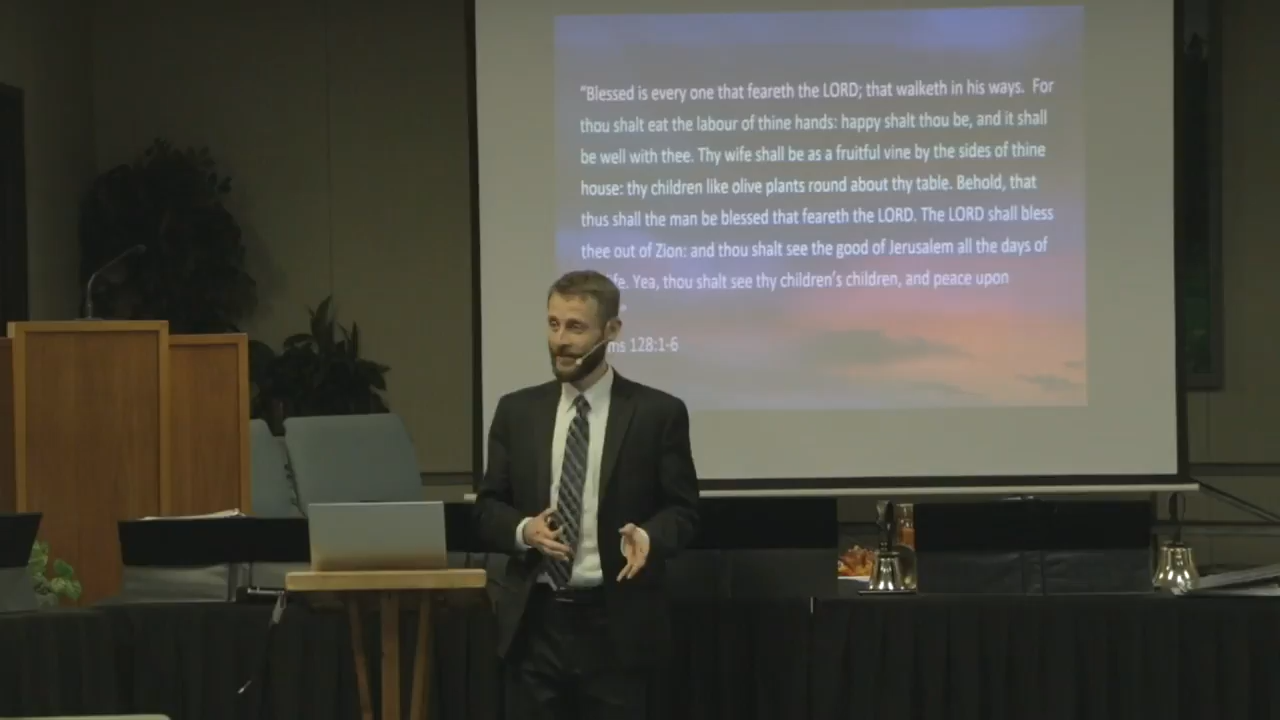 “Blessed is every one that feareth the LORD; that walketh in his ways. For
thou shalt eat the labour of thine hands: happy shalt thou be, and it shall
be well with thee. Thy wife shall be as a fruitful vine by the sides of thine
house: thy children like olive plants round about thy table. Behold, that
thus shall the man be blessed that feareth the LORD. The LORD shall bless
thee out of Zion: and thou shalt see the good of Jerusalem all the days of
Yea, thou shalt see thy children’s children, and peace upon
128:1-6